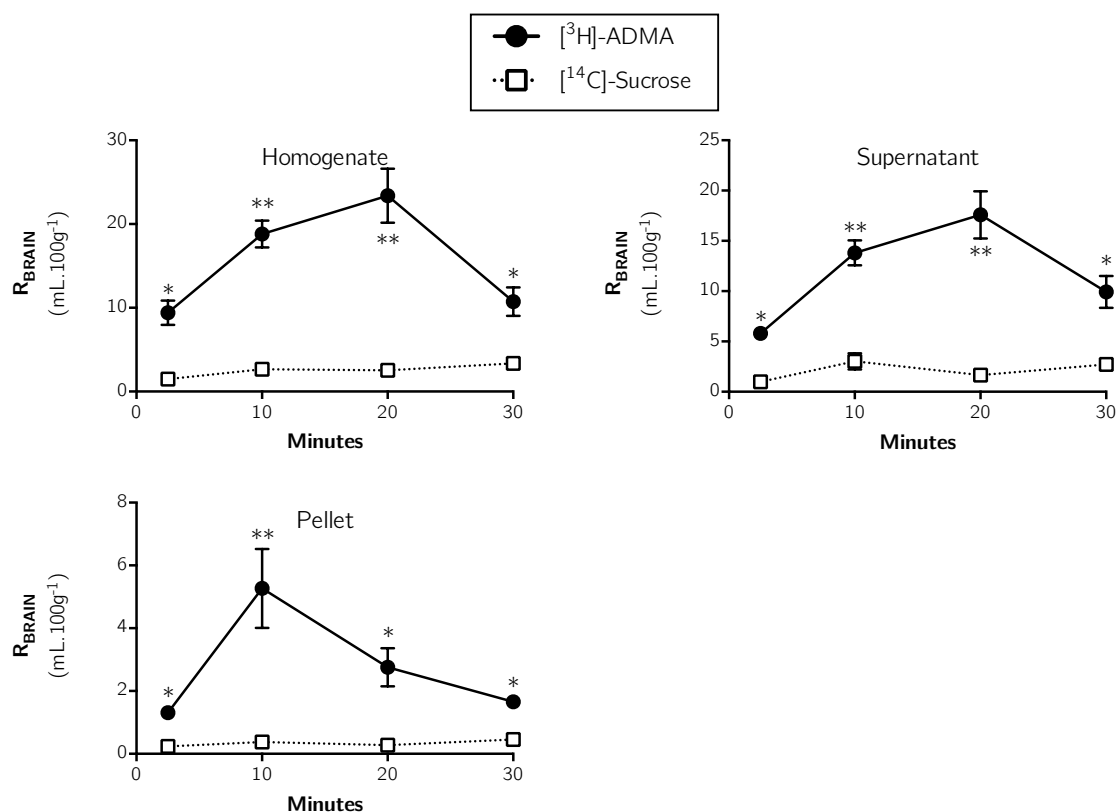 [³H]-ADMA
[¹⁴C]-Sucrose
Homogenate
R_BRAIN
(mL.100g⁻¹)
30
20
10
0
*
**
**
*
0 10 20 30
Minutes
Supernatant
R_BRAIN
(mL.100g⁻¹)
25
20
15
10
5
0
*
**
**
*
0 10 20 30
Minutes
Pellet
R_BRAIN
(mL.100g⁻¹)
8
6
4
2
0
*
**
*
*
0 10 20 30
Minutes